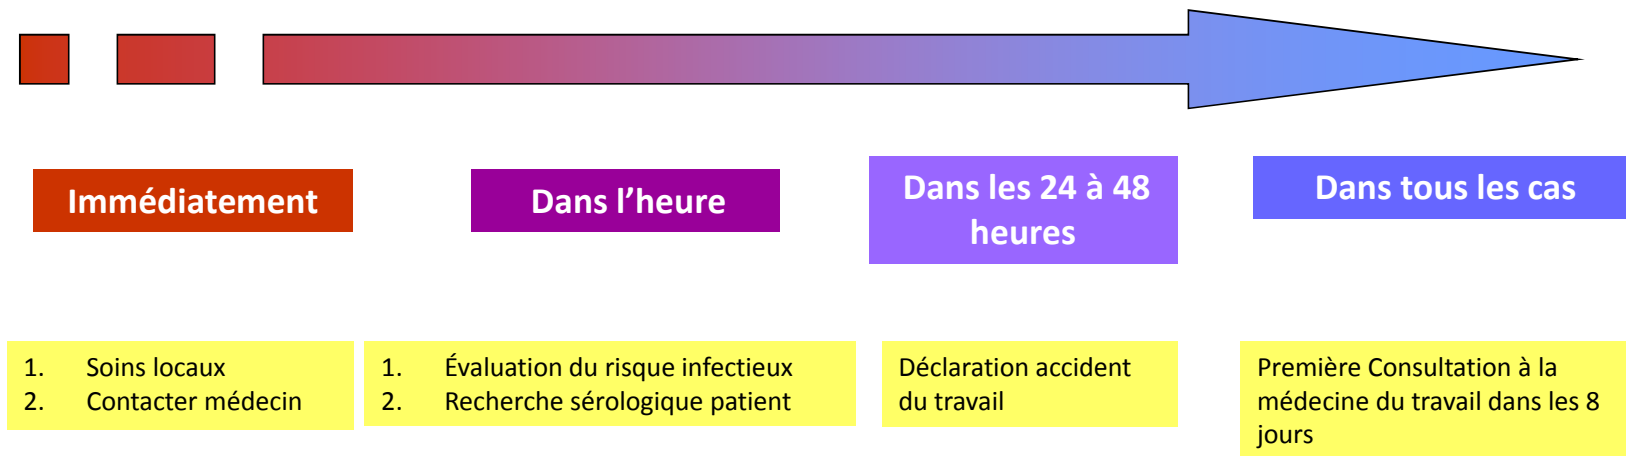 Immédiatement
Dans l’heure
Dans les 24 à 48
heures
Dans tous les cas
1. Soins locaux
2. Contacter médecin
1. Évaluation du risque infectieux
2. Recherche sérologique patient
Déclaration accident
du travail
Première Consultation à la
médecine du travail dans les 8
jours